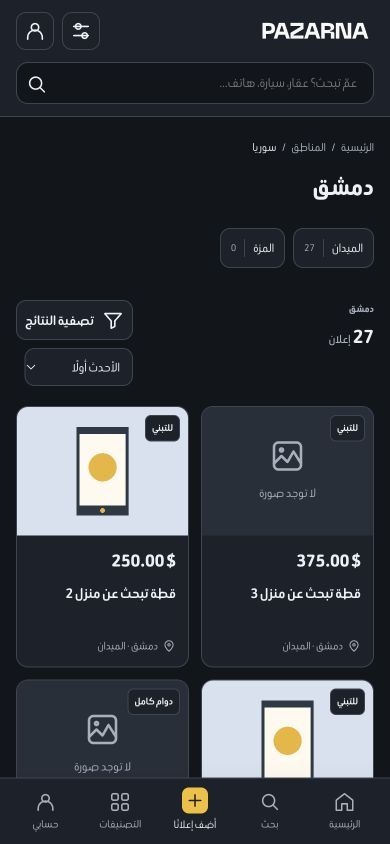 PAZARNA
عمّ تبحث؟ عقار، سيارة، هاتف...
الرئيسية / المناطق / سوريا
دمشق
الميدان 27
المزة 0
دمشق
27 إعلان
تصفية النتائج
الأحدث أولًا
للتبني
لا توجد صورة
375.00$
قطة تبحث عن منزل 3
دمشق · الميدان
للتبني
250.00$
قطة تبحث عن منزل 2
دمشق · الميدان
للتبني
دوام كامل
لا توجد صورة
الرئيسية
بحث
أضف إعلانًا
التصنيفات
حسابي